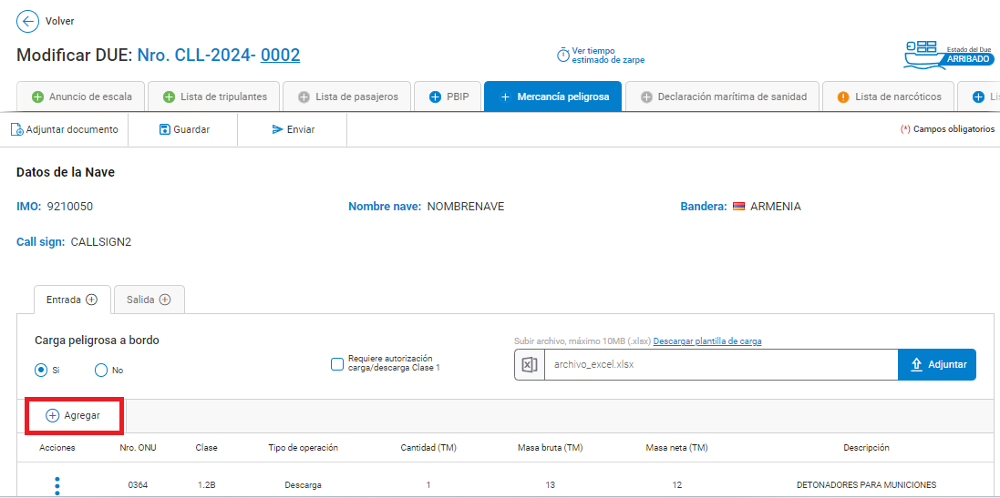 Volver
Modificar DUE: Nro. CLL-2024- 0002
Ver tiempo
estimado de zarpe
Estado del Due
ARRIBADO
Anuncio de escala
Lista de tripulantes
Lista de pasajeros
PBIP
Mercancía peligrosa
Declaración marítima de sanidad
Lista de narcóticos
Adjuntar documento
Guardar
Enviar
(*) Campos obligatorios
Datos de la Nave
IMO: 9210050
Nombre nave: NOMBRENAVE
Bandera: ARMENIA
Call sign: CALLSIGN2
Entrada
Salida
Carga peligrosa a bordo
Si
No
Requiere autorización
carga/descarga Clase 1
Subir archivo, máximo 10MB (.xlsx) Descargar plantilla de carga
archivo_excel.xlsx
Adjuntar
Agregar
Acciones Nro. ONU Clase Tipo de operación Cantidad (TM) Masa bruta (TM) Masa neta (TM) Descripción
0364 1.2B Descarga 1 13 12 DETONADORES PARA MUNICIONES